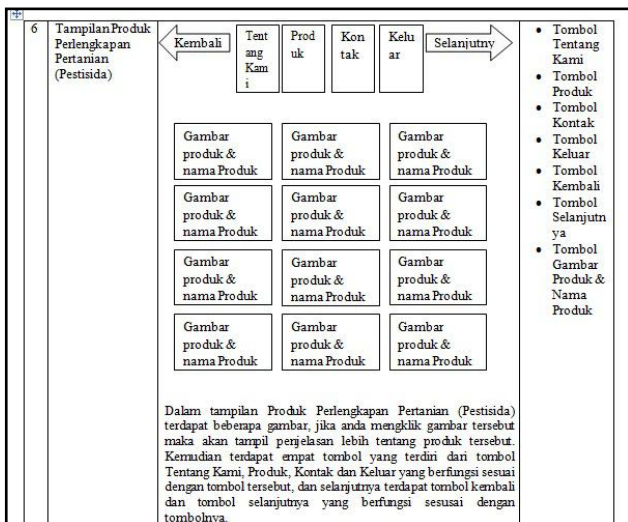 6
Tampilan Produk
Perlengkapan
Pertanian
(Pestisida)
Kembali
Tent
ang
Kam
i
Prod
uk
Kon
tak
Kelu
ar
Selanjutny
Gambar
produk &
nama Produk
Gambar
produk &
nama Produk
Gambar
produk &
nama Produk
Gambar
produk &
nama Produk
Gambar
produk &
nama Produk
Gambar
produk &
nama Produk
Gambar
produk &
nama Produk
Gambar
produk &
nama Produk
Gambar
produk &
nama Produk
Gambar
produk &
nama Produk
Gambar
produk &
nama Produk
Gambar
produk &
nama Produk
Dalam tampilan Produk Perlengkapan Pertanian (Pestisida)
terdapat beberapa gambar, jika anda mengklik gambar tersebut
maka akan tampil penjelasan lebih tentang produk tersebut.
Kemudian terdapat empat tombol yang terdiri dari tombol
Tentang Kami, Produk, Kontak dan Keluar yang berfungsi sesuai
dengan tombol tersebut, dan selanjutnya terdapat tombol kembali
dan tombol selanjutnya yang berfungsi sesusai dengan
tombolnya.
• Tombol
Tentang
Kami
• Tombol
Produk
• Tombol
Kontak
• Tombol
Keluar
• Tombol
Kembali
• Tombol
Selanjutn
ya
• Tombol
Gambar
Produk &
Nama
Produk